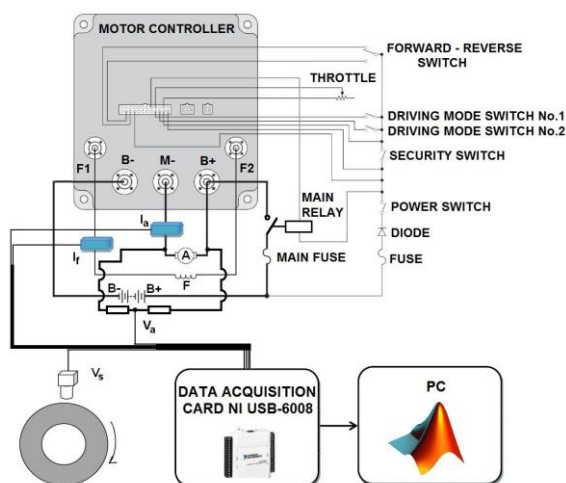 MOTOR CONTROLLER
FORWARD - REVERSE
SWITCH
THROTTLE
DRIVING MODE SWITCH No.1
DRIVING MODE SWITCH No.2
SECURITY SWITCH
F1
B-
M-
B+
F2
MAIN
RELAY
POWER SWITCH
Ia
DIODE
If
A
MAIN FUSE
FUSE
B-
B+
F
Va
Vs
DATA ACQUISITION
CARD NI USB-6008
PC